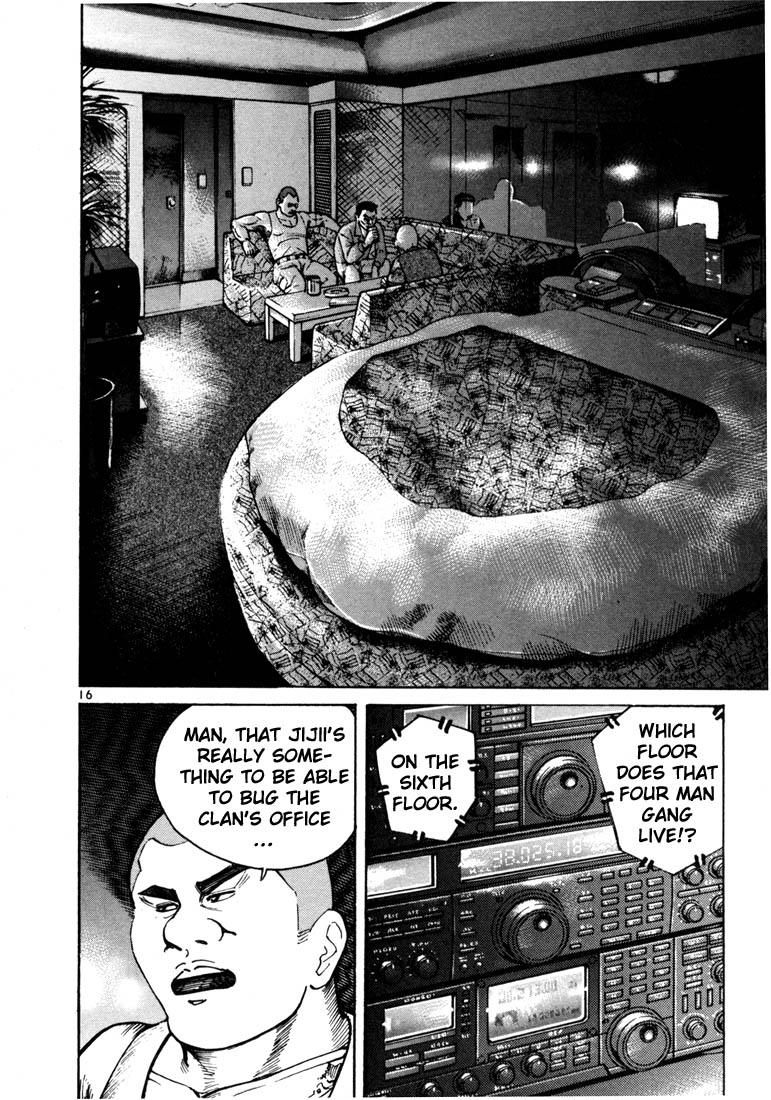 16
WHICH
FLOOR
DOES THAT
FOUR MAN
GANG
LIVE!?
ON THE
SIXTH
FLOOR.
MAN, THAT JIJII'S
REALLY SOME-
THING TO BE ABLE
TO BUG THE
CLAN'S OFFICE
...